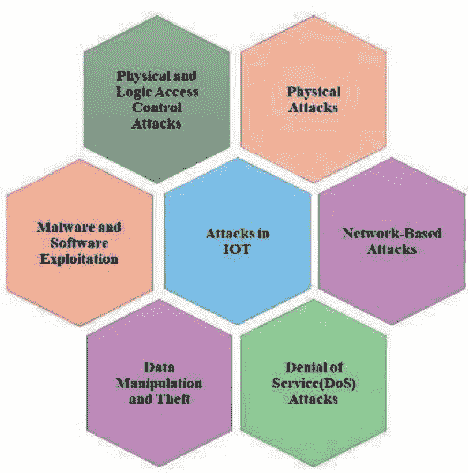 Physical and
Logic Access
Control
Attacks
Physical
Attacks
Malware and
Software
Exploitation
Attacks in
IOT
Network-Based
Attacks
Data
Manipulation
and Theft
Denial of
Service(DoS)
Attacks